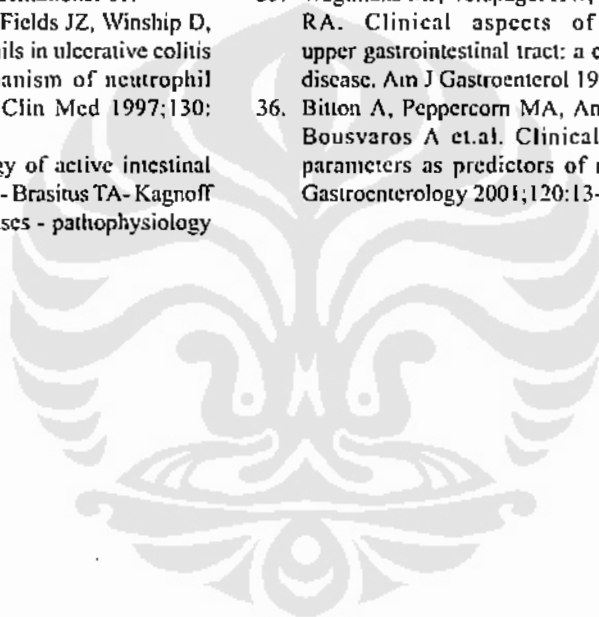 Fields JZ, Winship D,
ils in ulcerative colitis
anism of neutrophil
Clin Med 1997;130:
gy of active intestinal
- Brasitus TA- Kagnoff
ses - pathophysiology
RA. Clinical aspects of
upper gastrointestinal tract: a c
disease. Am J Gastroenterol 19
36. Bitton A, Peppercorn MA, An
Bousvaros A et.al. Clinical
parameters as predictors of r
Gastroenterology 2001;120:13-